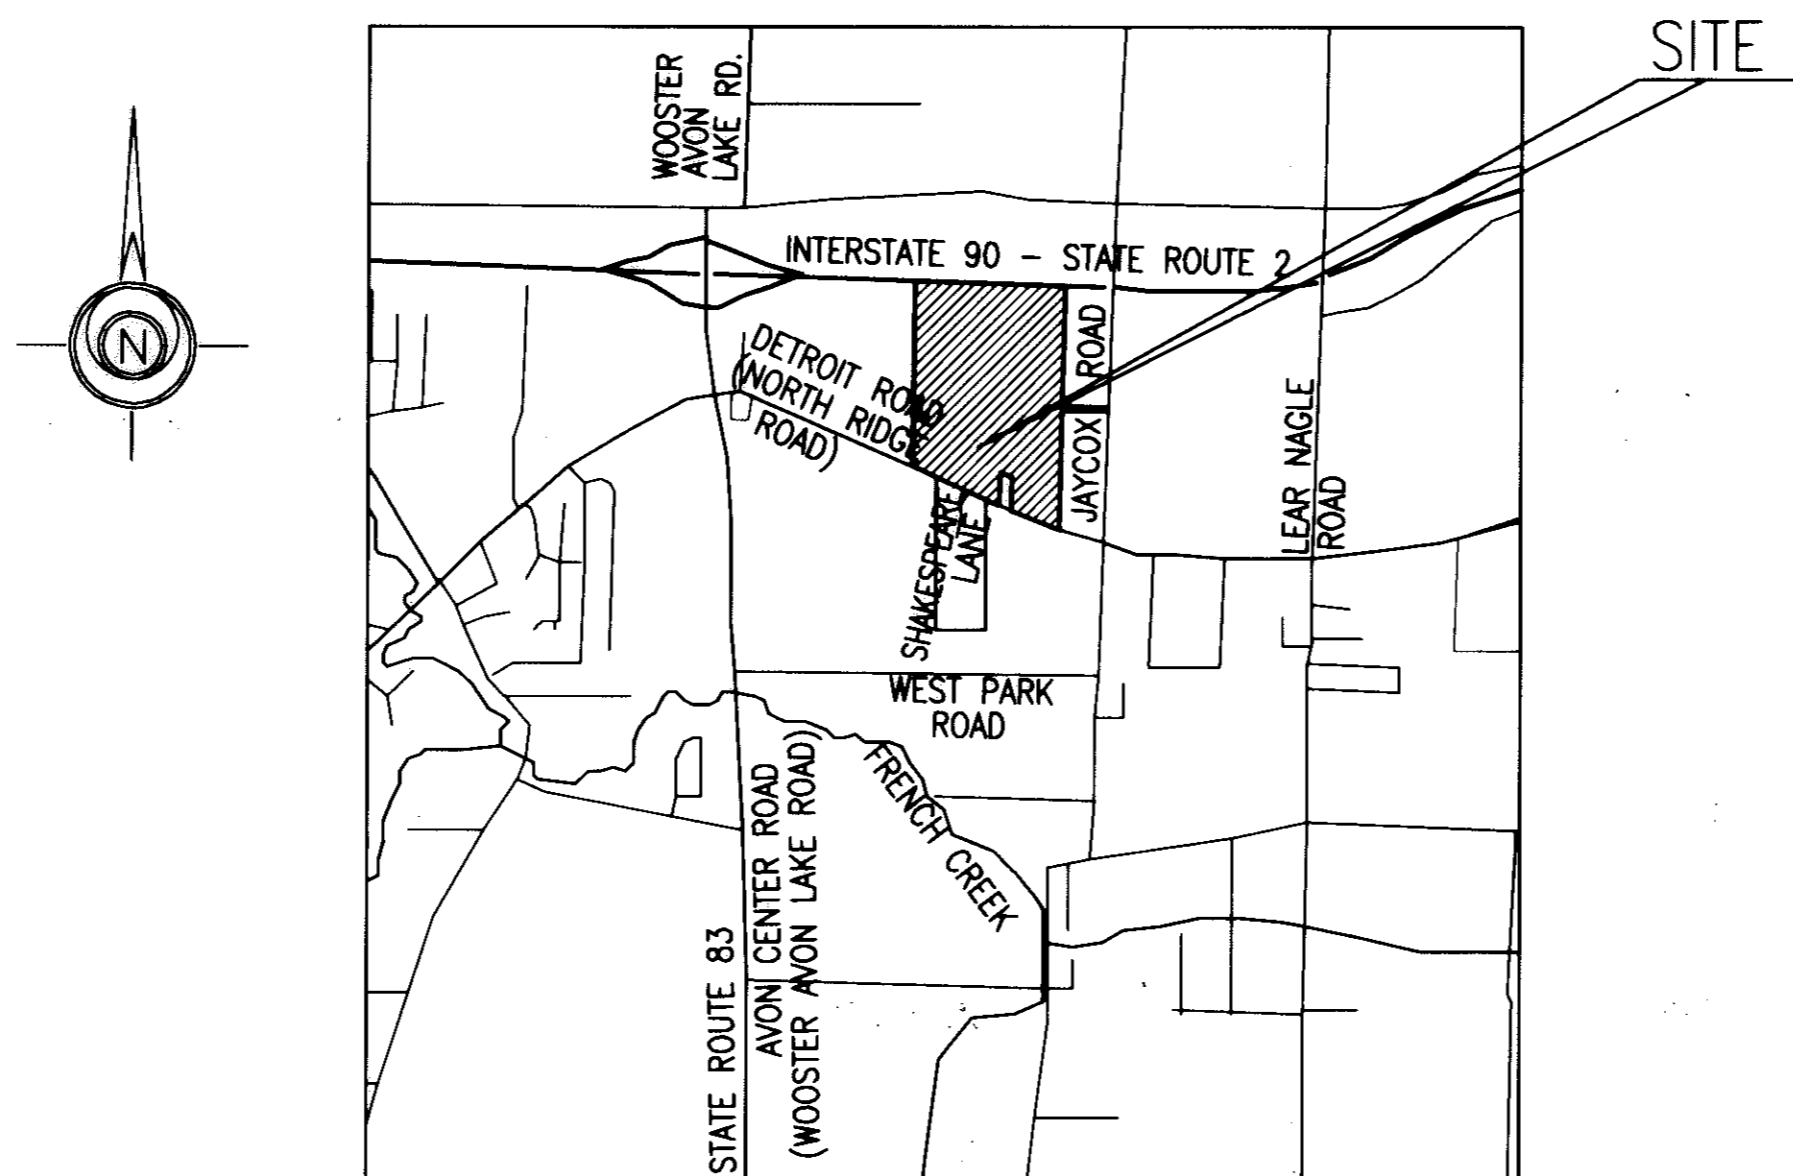 SITE
WOOSTER
AVON
LAKE RD.
INTERSTATE 90 - STATE ROUTE 2
N
DETROIT ROAD
(NORTH RIDGE
ROAD)
JAYCOX ROAD
LEAR NAGLE
ROAD
SHAKESPEARE
LANE
WEST PARK
ROAD
FRENCH CREEK
STATE ROUTE 83
AVON CENTER ROAD
(WOOSTER AVON LAKE ROAD)